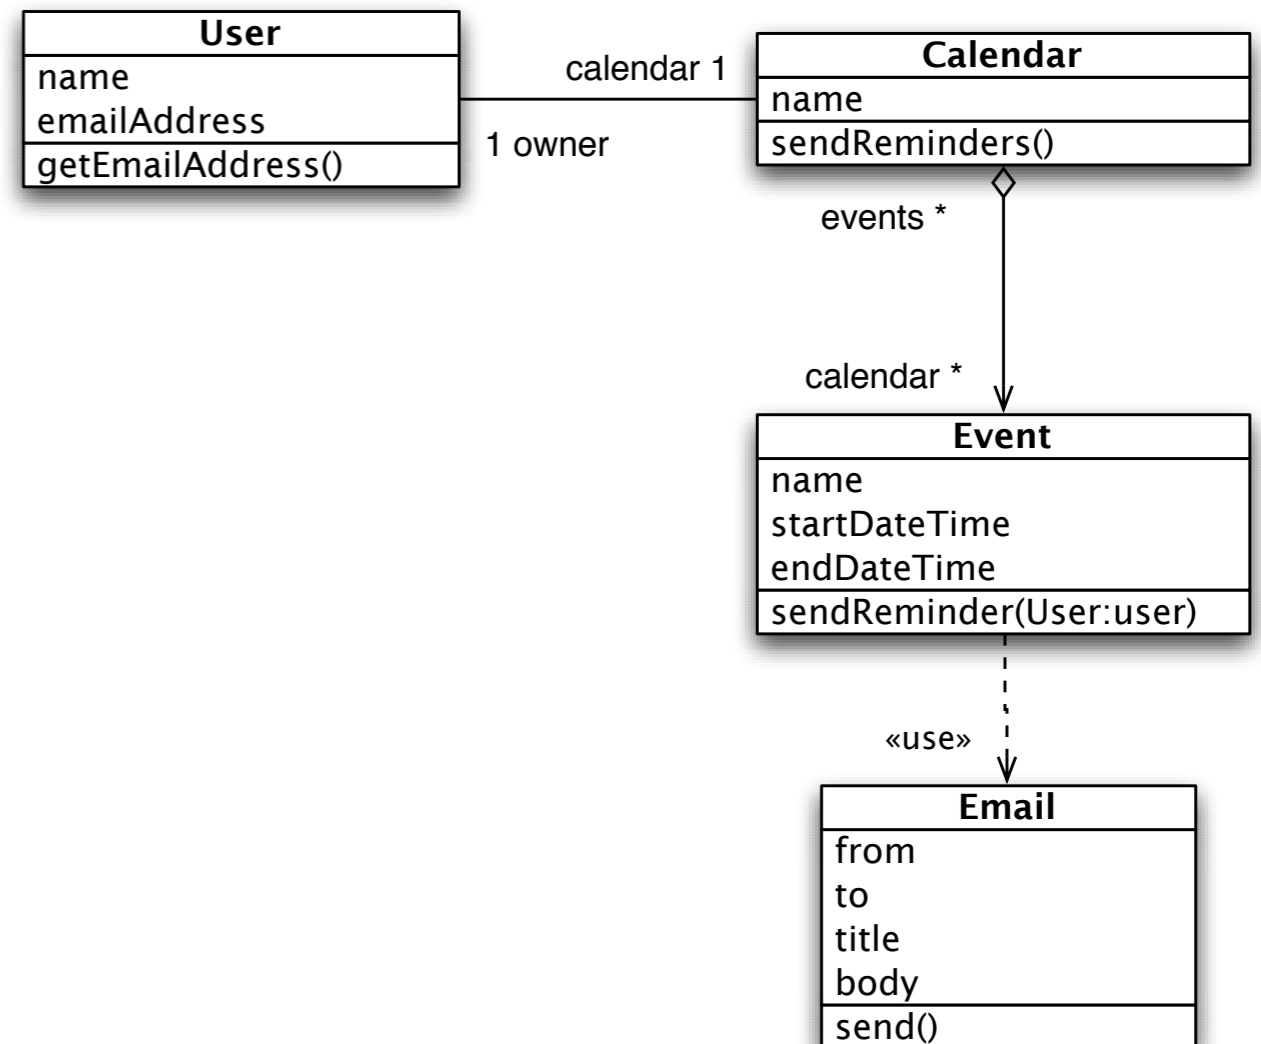 User
name
emailAddress
getEmailAddress()
calendar 1
1 owner
Calendar
name
sendReminders()
events *
calendar *
Event
name
startDateTime
endDateTime
sendReminder(User:user)
«use»
Email
from
to
title
body
send()